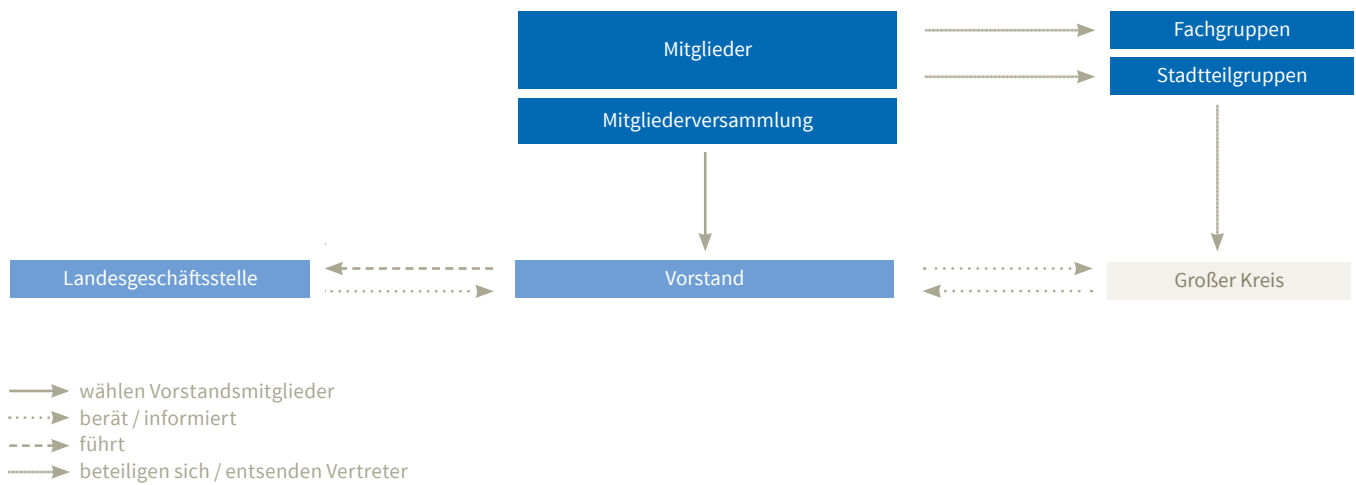 Mitglieder
Fachgruppen
Stadtteilgruppen
Mitgliederversammlung
Landesgeschäftsstelle
Vorstand
Großer Kreis
wählen Vorstandsmitglieder
berät / informiert
führt
beteiligen sich / entsenden Vertreter